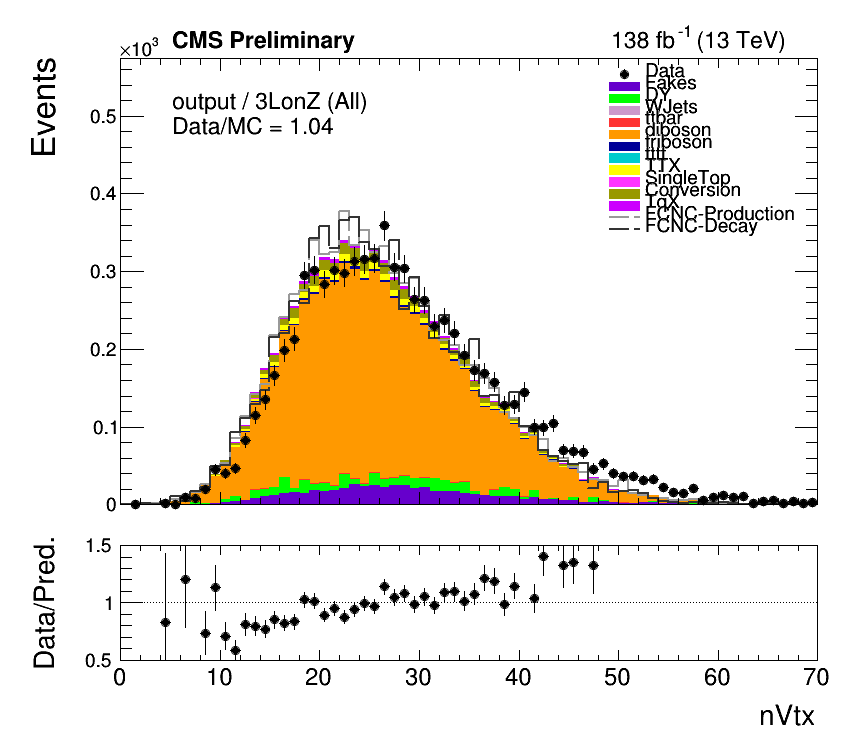 ×10³ CMS Preliminary 138 fb⁻¹ (13 TeV)
Events
output / 3LonZ (All)
Data/MC = 1.04
Data
Fakes
DY
WJets
ttbar
diboson
triboson
tttt
TTX
SingleTop
Conversion
TqX
FCNC-Production
FCNC-Decay
0.5
0.4
0.3
0.2
0.1
0
Data/Pred.
1.5
1
0.5
0 10 20 30 40 50 60 70
nVtx